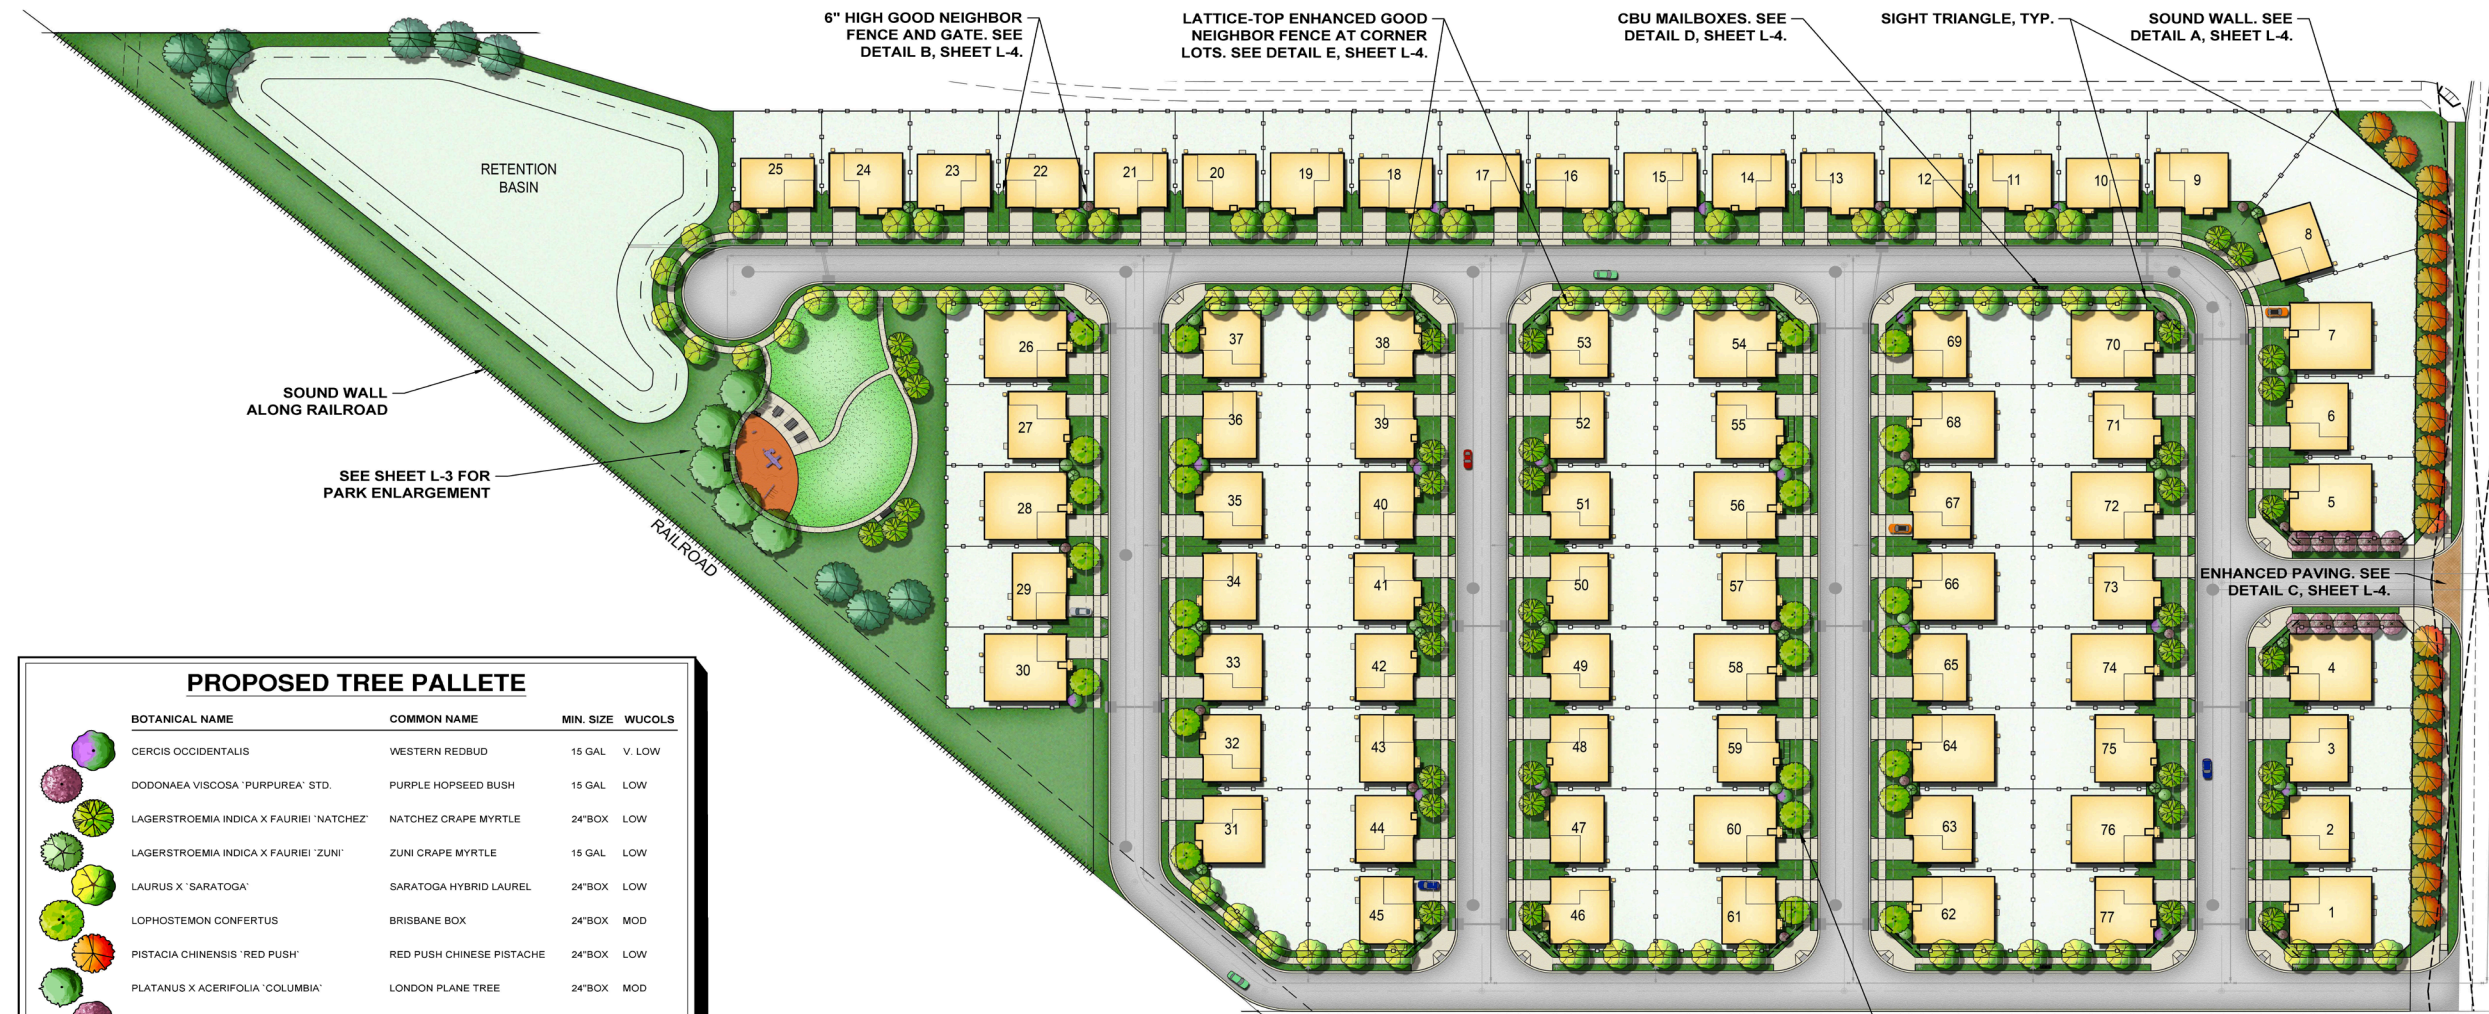 6" HIGH GOOD NEIGHBOR
FENCE AND GATE. SEE
DETAIL B, SHEET L-4.
LATTICE-TOP ENHANCED GOOD
NEIGHBOR FENCE AT CORNER
LOTS. SEE DETAIL E, SHEET L-4.
CBU MAILBOXES. SEE
DETAIL D, SHEET L-4.
SIGHT TRIANGLE, TYP.
SOUND WALL. SEE
DETAIL A, SHEET L-4.
RETENTION
BASIN
25 24 23 22 21 20 19 18 17 16 15 14 13 12 11 10 9
8
SOUND WALL
ALONG RAILROAD
SEE SHEET L-3 FOR
PARK ENLARGEMENT
RAILROAD
26 37 38 53 54 69 70 7
27 36 39 52 55 68 71 6
28 35 40 51 56 67 72 5
29 34 41 50 57 66 73
ENHANCED PAVING. SEE
DETAIL C, SHEET L-4.
30 33 42 49 58 65 74 4
32 43 48 59 64 75 3
31 44 47 60 63 76 2
45 46 61 62 77 1
PROPOSED TREE PALLETE
BOTANICAL NAME COMMON NAME MIN. SIZE WUCOLS
CERCIS OCCIDENTALIS WESTERN REDBUD 15 GAL V. LOW
DODONAEA VISCOSA `PURPUREA` STD. PURPLE HOPSEED BUSH 15 GAL LOW
LAGERSTROEMIA INDICA X FAURIEI `NATCHEZ` NATCHEZ CRAPE MYRTLE 24"BOX LOW
LAGERSTROEMIA INDICA X FAURIEI `ZUNI` ZUNI CRAPE MYRTLE 15 GAL LOW
LAURUS X `SARATOGA` SARATOGA HYBRID LAUREL 24"BOX LOW
LOPHOSTEMON CONFERTUS BRISBANE BOX 24"BOX MOD
PISTACIA CHINENSIS `RED PUSH` RED PUSH CHINESE PISTACHE 24"BOX LOW
PLATANUS X ACERIFOLIA `COLUMBIA` LONDON PLANE TREE 24"BOX MOD